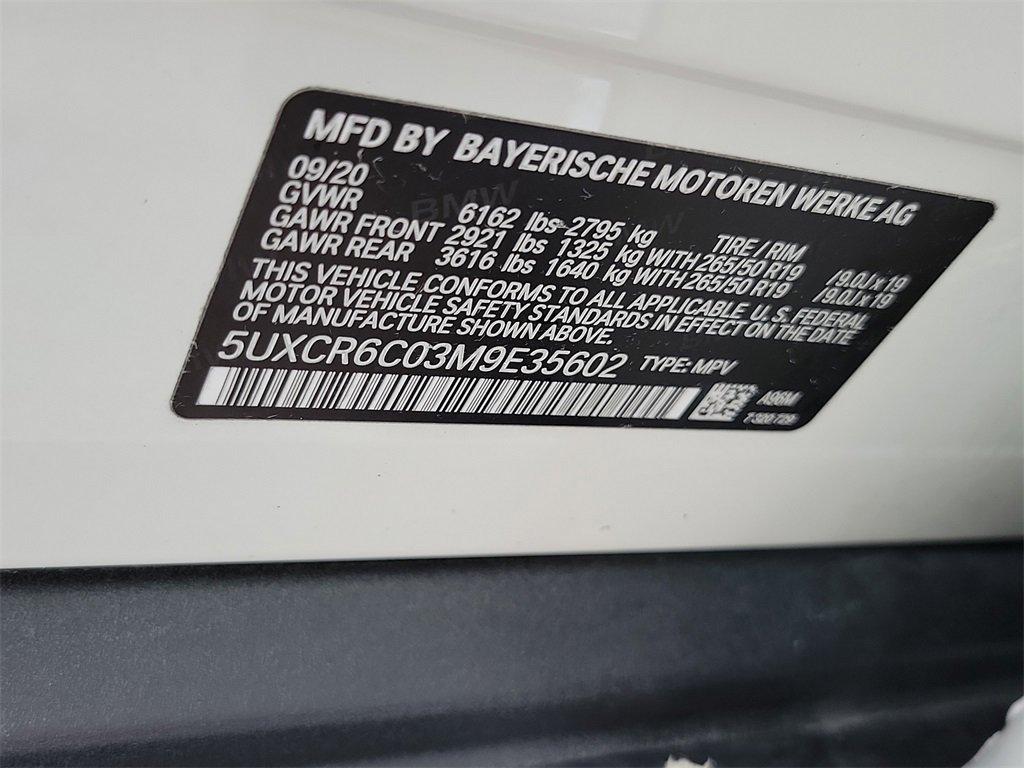 MFD BY BAYERISCHE MOTOREN WERKE AG
09/20
GVWR 6162 lbs 2795 kg TIRE / RIM
GAWR FRONT 2921 lbs 1325 kg WITH 265/50 R19 /9.0J x 19
GAWR REAR 3616 lbs 1640 kg WITH 265/50 R19 /9.0J x 19
THIS VEHICLE CONFORMS TO ALL APPLICABLE U. S. FEDERAL
MOTOR VEHICLE SAFETY STANDARDS IN EFFECT ON THE DATE
OF MANUFACTURE SHOWN ABOVE.
5UXCR6C03M9E35602 TYPE: MPV
A96M
BMW